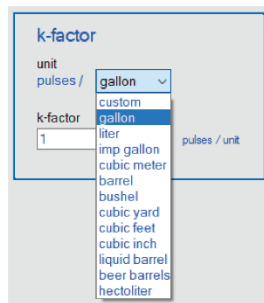 k-factor
unit
pulses / gallon
custom
k-factor gallon
1 liter pulses / unit
imp gallon
cubic meter
barrel
bushel
cubic yard
cubic feet
cubic inch
liquid barrel
beer barrels
hectoliter